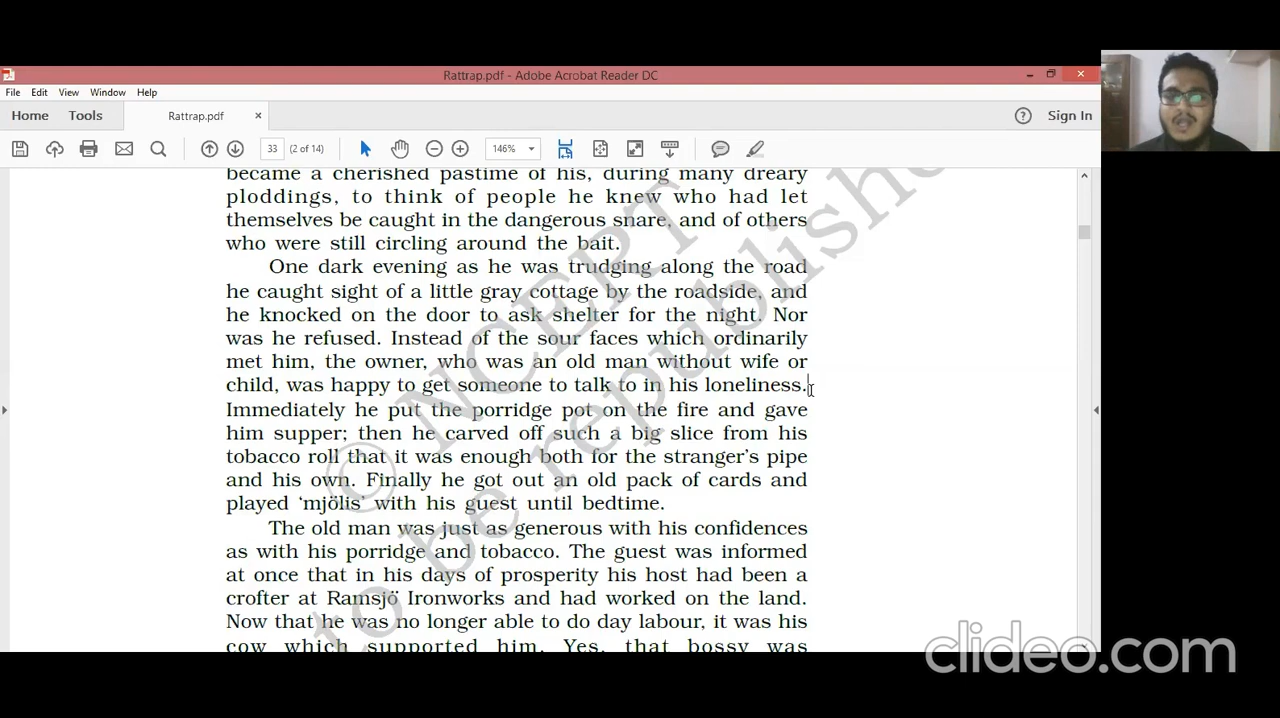 Rattrap.pdf - Adobe Acrobat Reader DC
File Edit View Window Help
Home Tools Rattrap.pdf × Sign In
33 (2 of 14) 146%
became a cherished pastime of his, during many dreary
ploddings, to think of people he knew who had let
themselves be caught in the dangerous snare, and of others
who were still circling around the bait.
One dark evening as he was trudging along the road
he caught sight of a little gray cottage by the roadside, and
he knocked on the door to ask shelter for the night. Nor
was he refused. Instead of the sour faces which ordinarily
met him, the owner, who was an old man without wife or
child, was happy to get someone to talk to in his loneliness.
Immediately he put the porridge pot on the fire and gave
him supper; then he carved off such a big slice from his
tobacco roll that it was enough both for the stranger's pipe
and his own. Finally he got out an old pack of cards and
played ‘mjölis’ with his guest until bedtime.
The old man was just as generous with his confidences
as with his porridge and tobacco. The guest was informed
at once that in his days of prosperity his host had been a
crofter at Ramsjö Ironworks and had worked on the land.
Now that he was no longer able to do day labour, it was his
cow which supported him. Yes, that bossy was
© NCERT
to be republishe
clideo.com